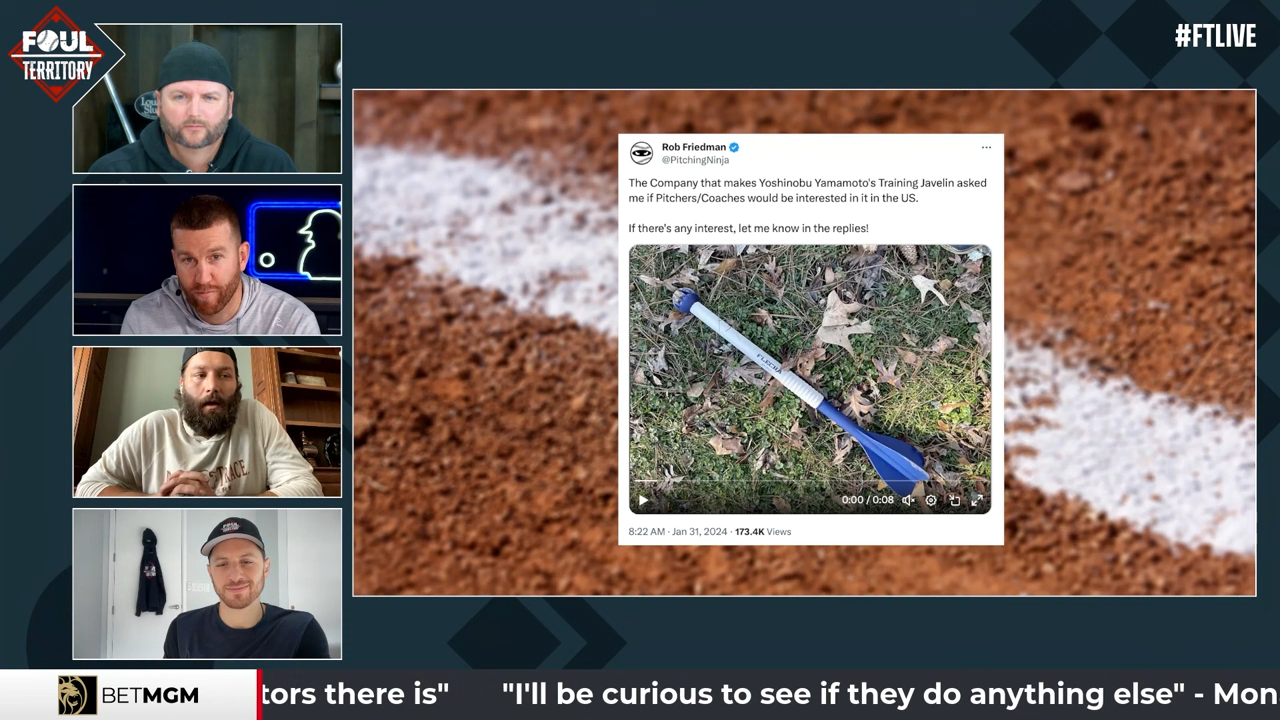 FOUL
TERRITORY
#FTLIVE
Rob Friedman
@PitchingNinja
The Company that makes Yoshinobu Yamamoto's Training Javelin asked
me if Pitchers/Coaches would be interested in it in the US.
If there's any interest, let me know in the replies!
FLECHA
0:00 / 0:08
8:22 AM · Jan 31, 2024 · 173.4K Views
FOUL
BETMGM
tors there is" "I'll be curious to see if they do anything else" - Mon